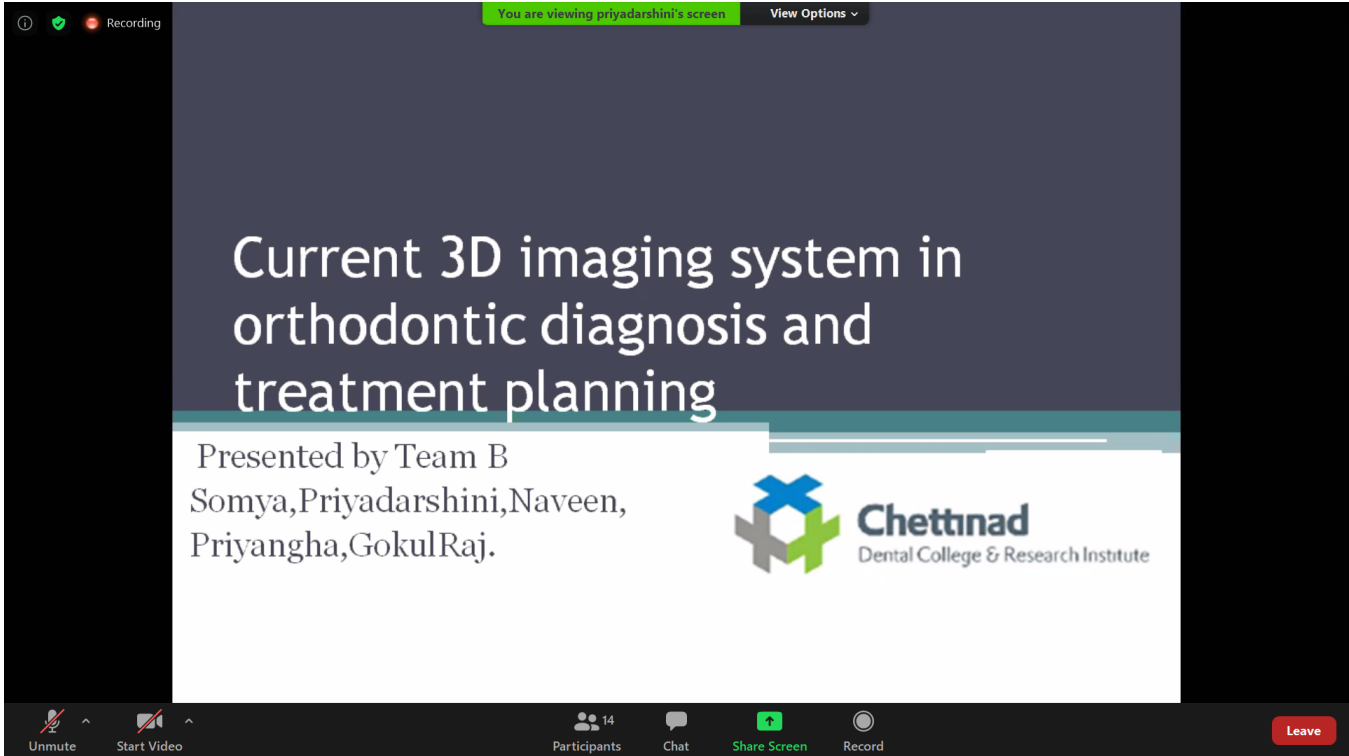 Recording
You are viewing priyadarshini's screen
View Options
Current 3D imaging system in
orthodontic diagnosis and
treatment planning
Presented by Team B
Somya,Priyadarshini,Naveen,
Priyangha,GokulRaj.
Chettinad
Dental College & Research Institute
Unmute
Start Video
14
Participants
Chat
Share Screen
Record
Leave